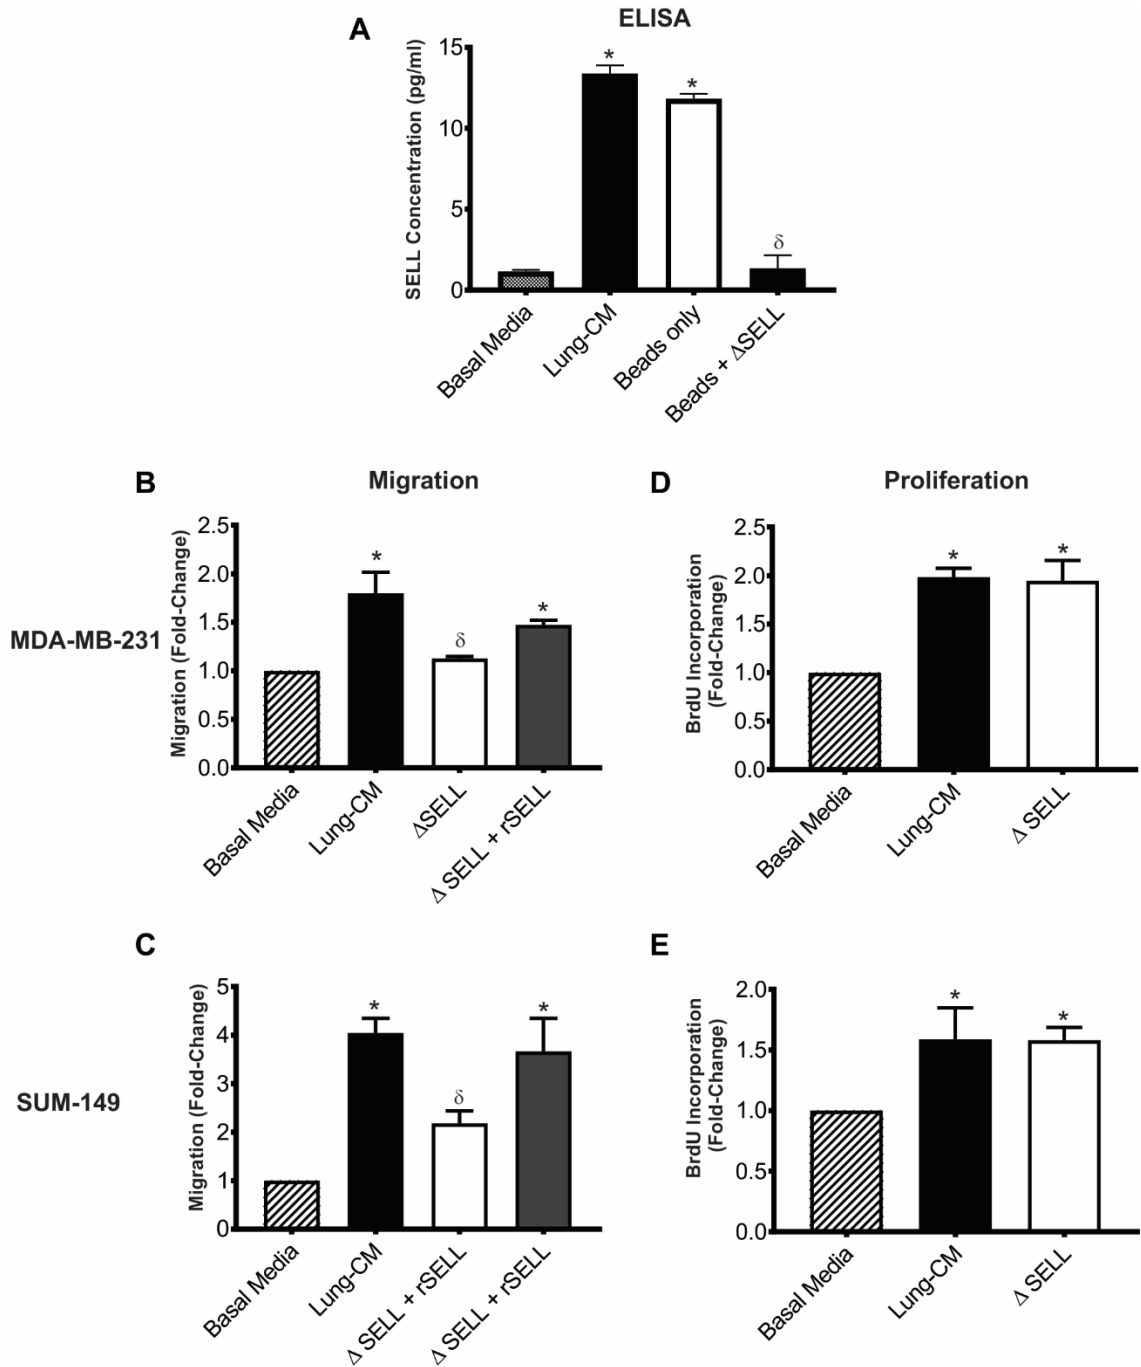 A
ELISA
SELL Concentration (pg/ml)
15
10
5
0
*
*
δ
Basal Media
Lung-CM
Beads only
Beads + ΔSELL
B
Migration
MDA-MB-231
Migration (Fold-Change)
2.5
2.0
1.5
1.0
0.5
0.0
*
δ
*
Basal Media
Lung-CM
ΔSELL
Δ SELL + rSELL
D
Proliferation
BrdU Incorporation
(Fold-Change)
2.5
2.0
1.5
1.0
0.5
0.0
*
*
Basal Media
Lung-CM
Δ SELL
C
SUM-149
Migration (Fold-Change)
5
4
3
2
1
0
*
δ
*
Basal Media
Lung-CM
Δ SELL + rSELL
Δ SELL + rSELL
E
BrdU Incorporation
(Fold-Change)
2.0
1.5
1.0
0.5
0.0
*
*
Basal Media
Lung-CM
Δ SELL